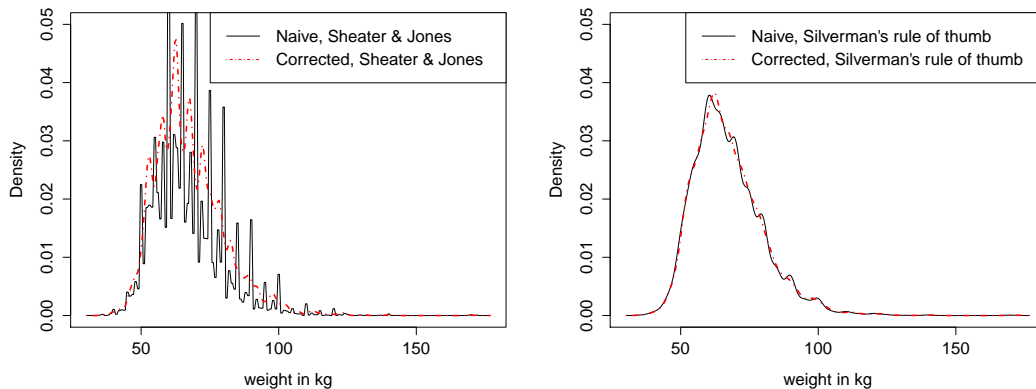 Naive, Sheater & Jones
Corrected, Sheater & Jones
Density
0.00
0.01
0.02
0.03
0.04
0.05
50
100
150
weight in kg
Naive, Silverman's rule of thumb
Corrected, Silverman's rule of thumb
Density
0.00
0.01
0.02
0.03
0.04
0.05
50
100
150
weight in kg